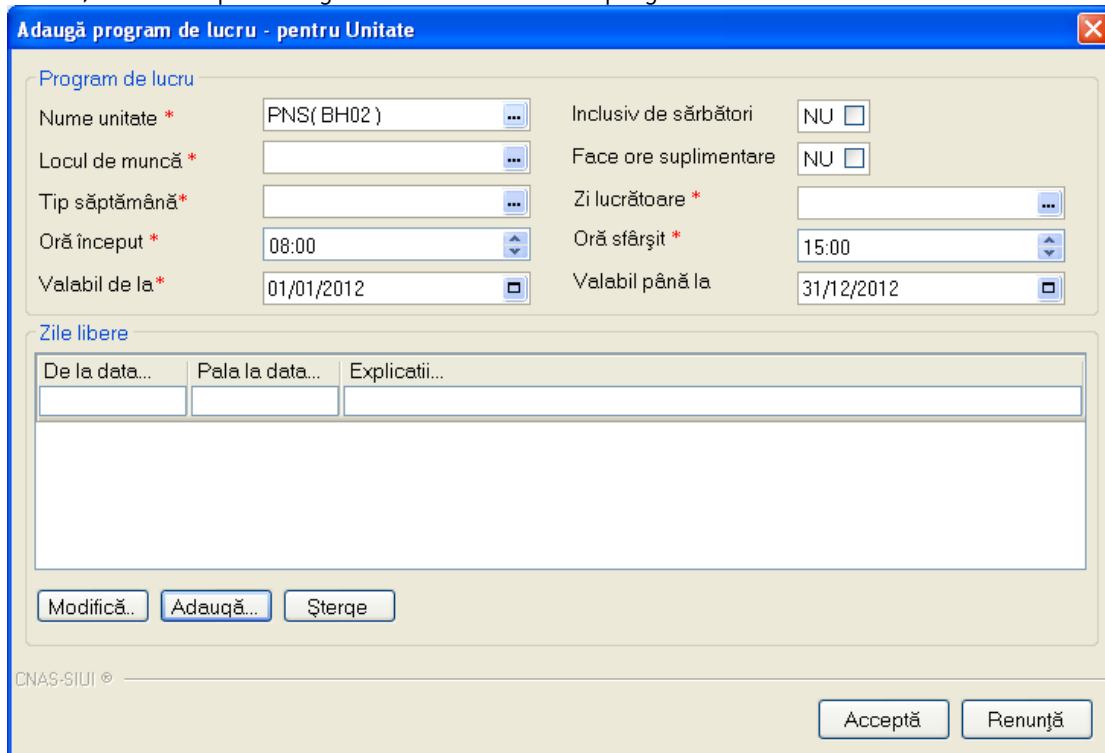 Adaugă program de lucru - pentru Unitate
Program de lucru
Nume unitate * PNS( BH02 ) ... Inclusiv de sărbători NU
Locul de muncă * ... Face ore suplimentare NU
Tip săptămână* ... Zi lucrătoare * ...
Oră început * 08:00 Oră sfârşit * 15:00
Valabil de la* 01/01/2012 Valabil până la 31/12/2012
Zile libere
De la data... Pala la data... Explicatii...
Modifică.. Adaugă... Şterge
CNAS-SIUI ®
Acceptă Renunţă